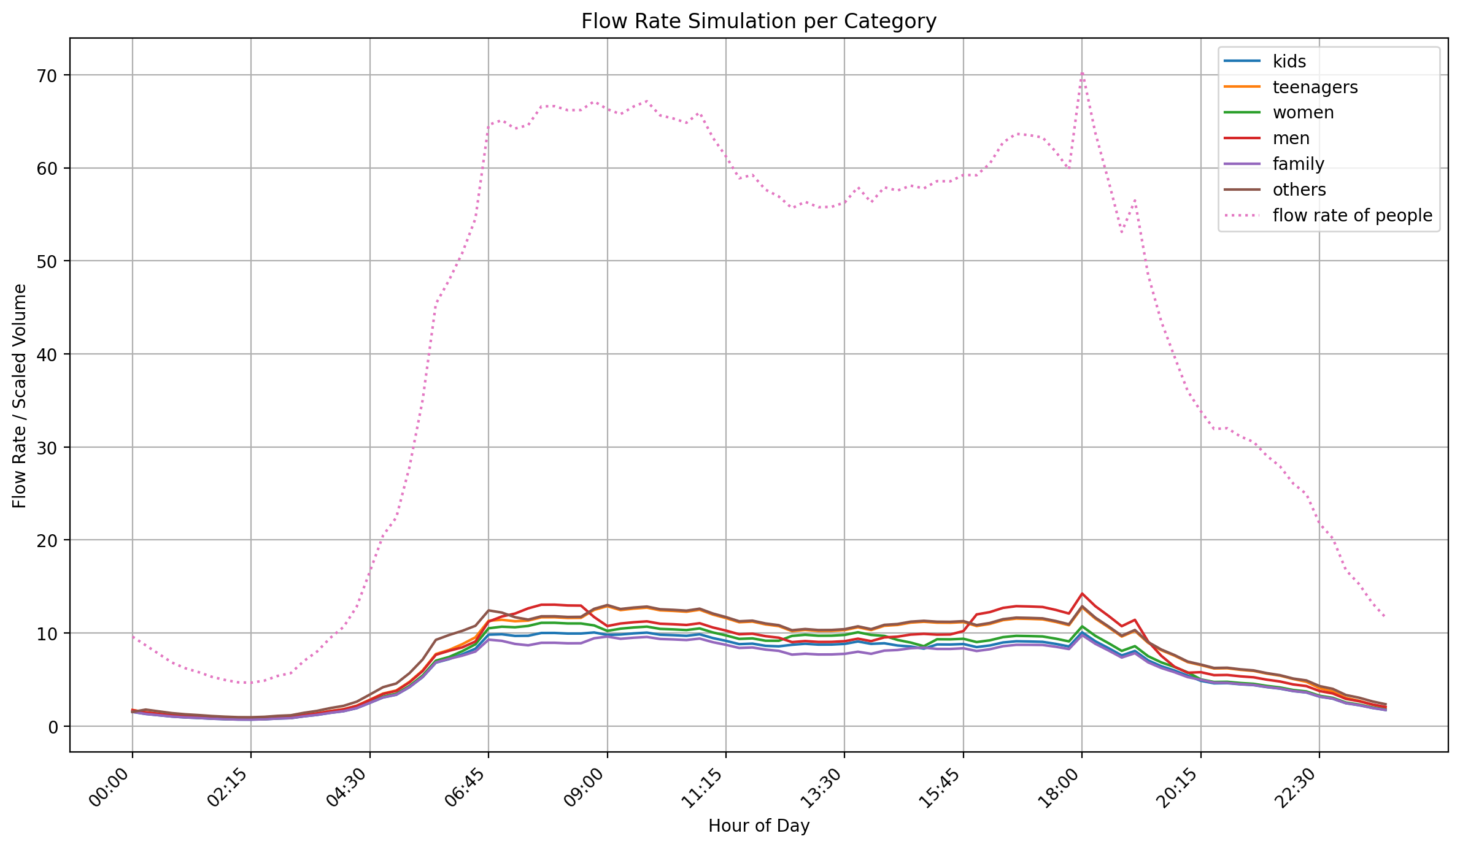 Flow Rate Simulation per Category
kids
teenagers
women
men
family
others
flow rate of people
Flow Rate / Scaled Volume
70
60
50
40
30
20
10
0
00:00
02:15
04:30
06:45
09:00
11:15
13:30
15:45
18:00
20:15
22:30
Hour of Day